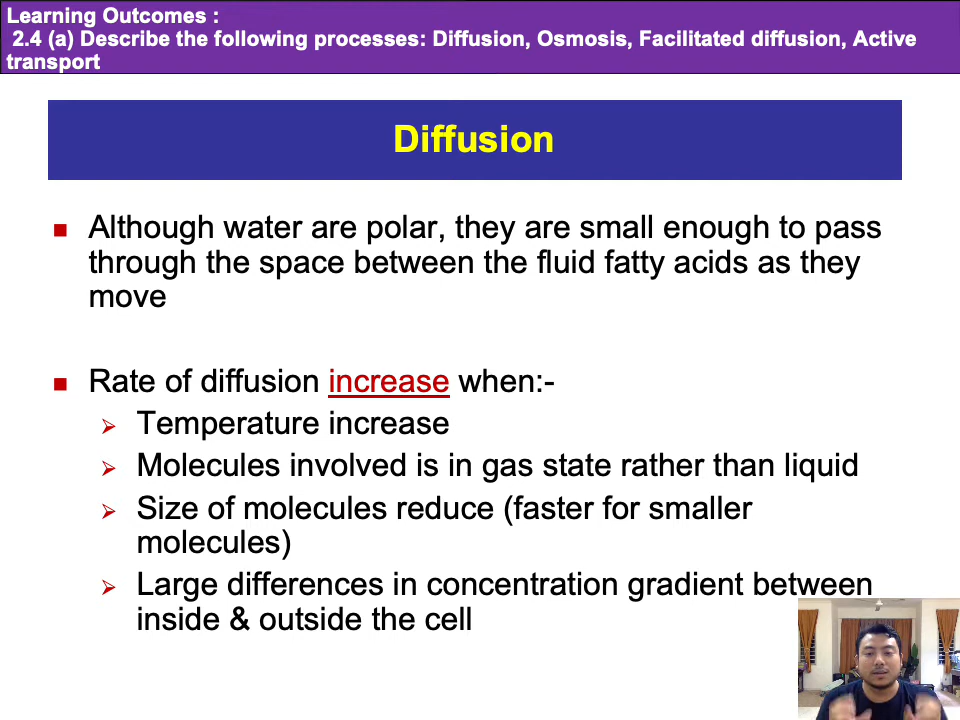 Learning Outcomes :
2.4 (a) Describe the following processes: Diffusion, Osmosis, Facilitated diffusion, Active
transport
Diffusion
Although water are polar, they are small enough to pass
through the space between the fluid fatty acids as they
move
Rate of diffusion increase when:-
Temperature increase
Molecules involved is in gas state rather than liquid
Size of molecules reduce (faster for smaller
molecules)
Large differences in concentration gradient between
inside & outside the cell